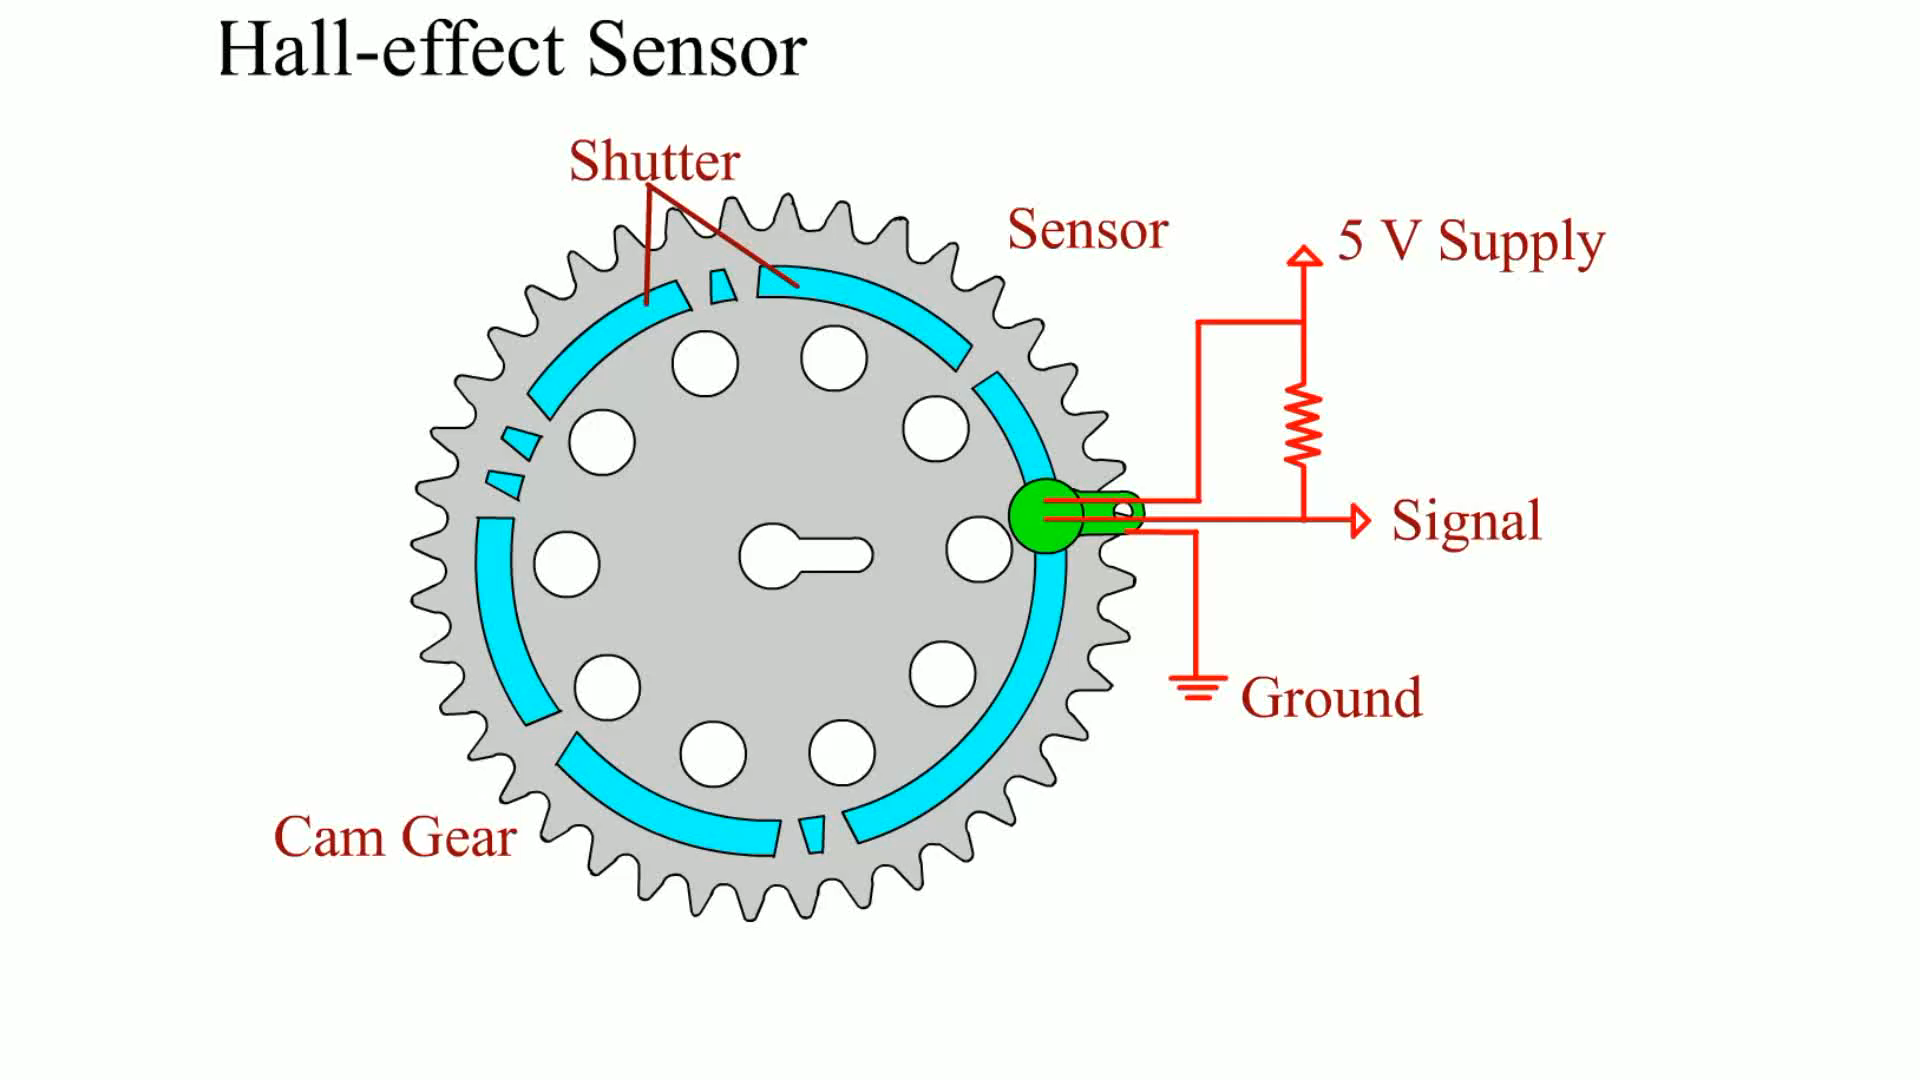 Hall-effect Sensor
Shutter
Sensor
5 V Supply
Signal
Ground
Cam Gear